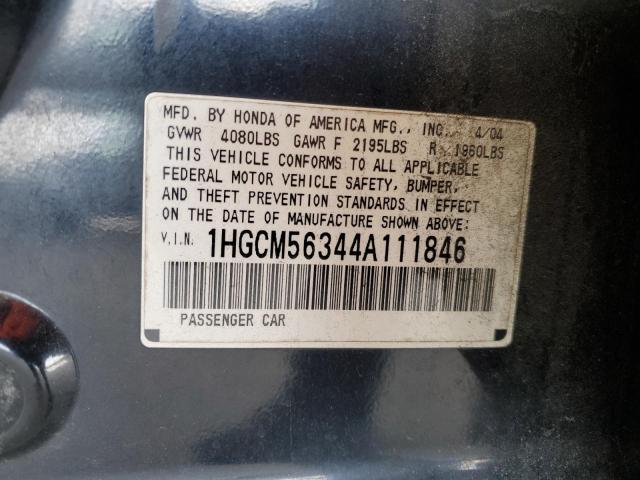 MFD. BY HONDA OF AMERICA MFG., INC. 4/04
GVWR 4080LBS GAWR F 2195LBS R 1960LBS
THIS VEHICLE CONFORMS TO ALL APPLICABLE
FEDERAL MOTOR VEHICLE SAFETY, BUMPER,
AND THEFT PREVENTION STANDARDS IN EFFECT
ON THE DATE OF MANUFACTURE SHOWN ABOVE:
V.I.N: 1HGCM56344A111846
PASSENGER CAR